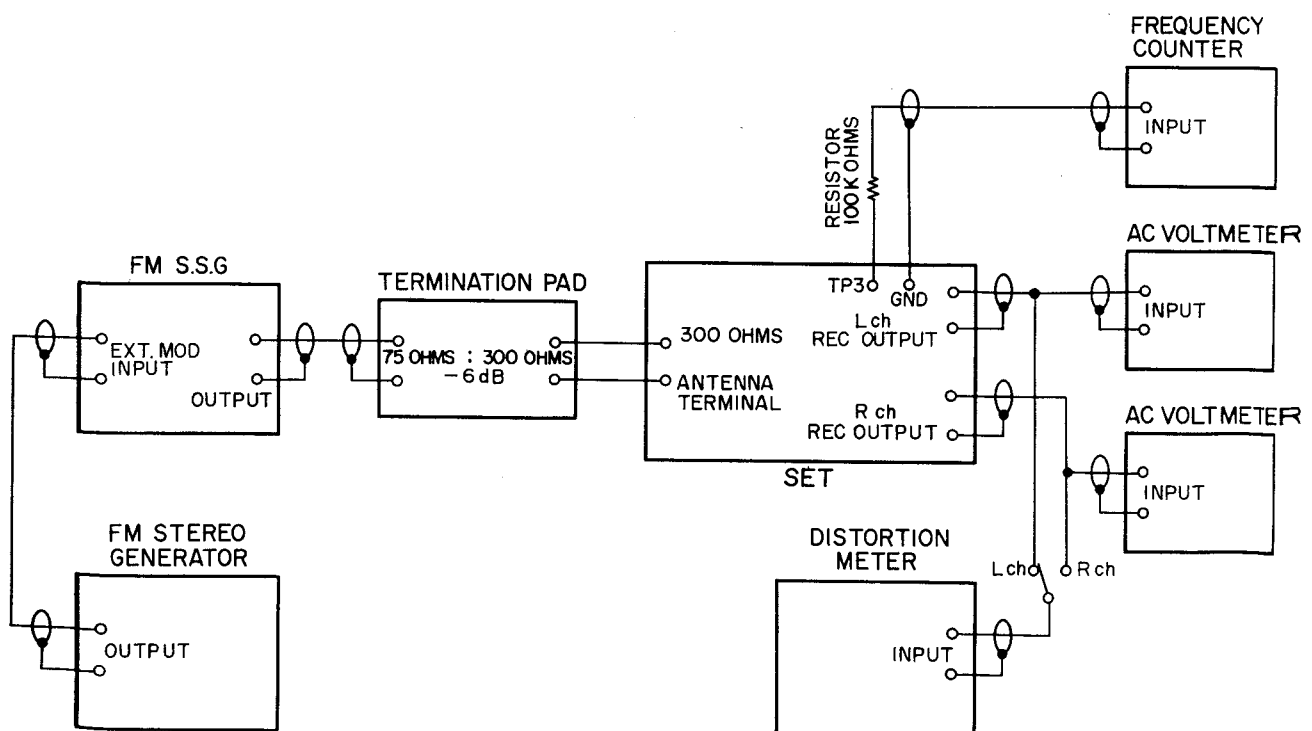 FREQUENCY
COUNTER
INPUT
RESISTOR
100K OHMS
AC VOLTMETER
INPUT
FM S.S.G
EXT. MOD
INPUT
OUTPUT
TERMINATION PAD
75 OHMS : 300 OHMS
-6dB
TP3
GND
300 OHMS
ANTENNA
TERMINAL
L ch
REC OUTPUT
R ch
REC OUTPUT
SET
AC VOLTMETER
INPUT
FM STEREO
GENERATOR
OUTPUT
DISTORTION
METER
INPUT
L ch
R ch